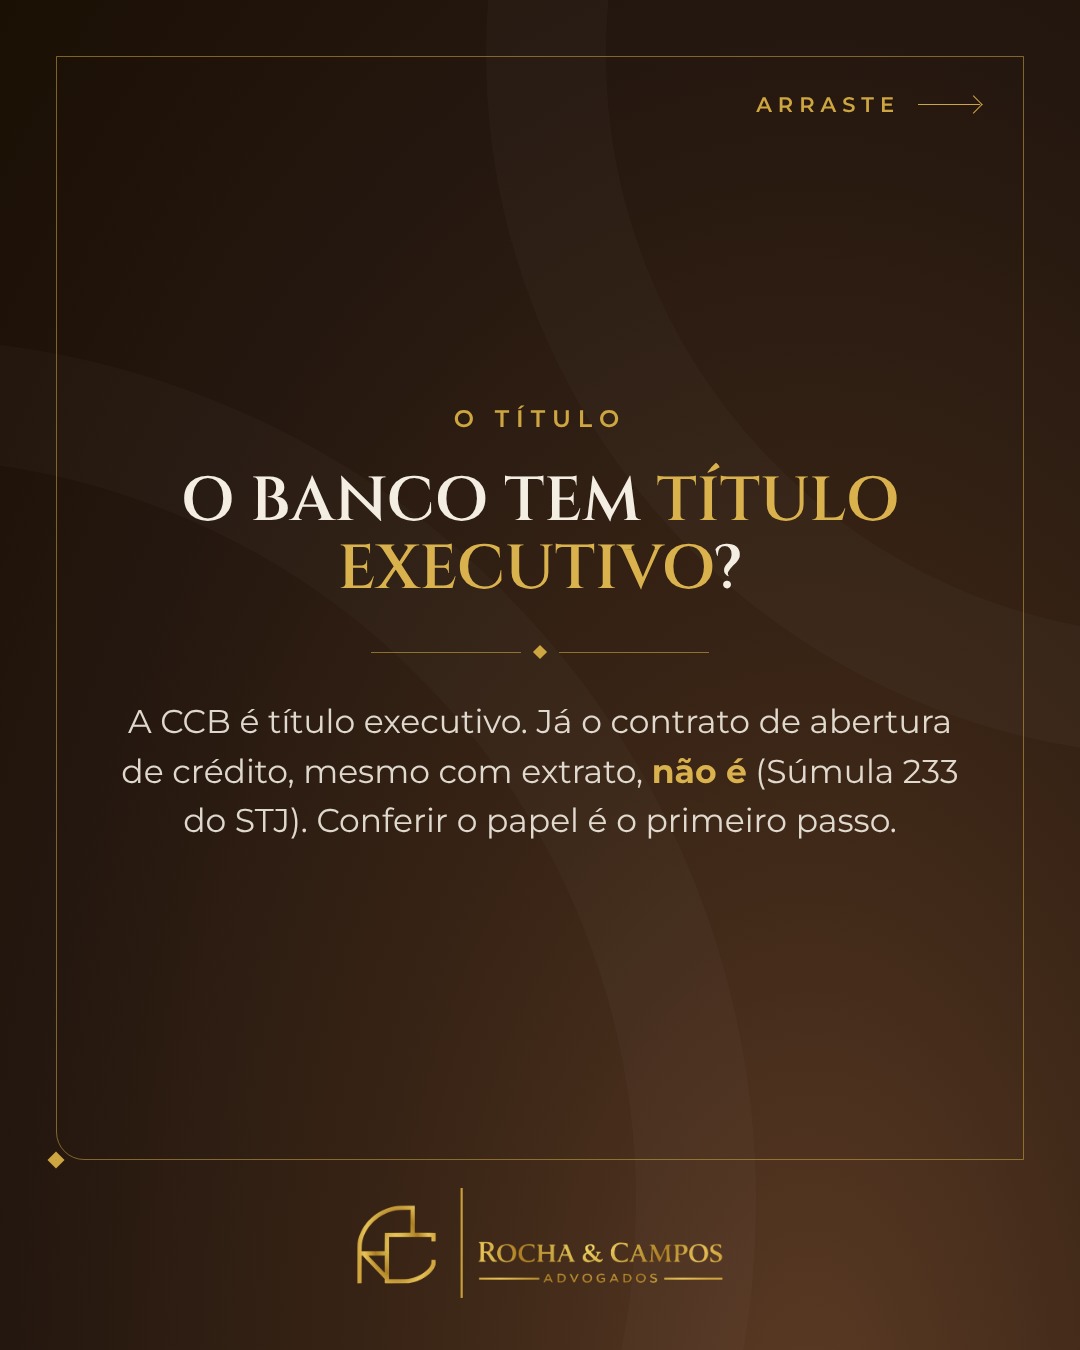 ARRASTE
O TÍTULO
O BANCO TEM TÍTULO
EXECUTIVO?
A CCB é título executivo. Já o contrato de abertura
de crédito, mesmo com extrato, não é (Súmula 233
do STJ). Conferir o papel é o primeiro passo.
ROCHA & CAMPOS
ADVOGADOS